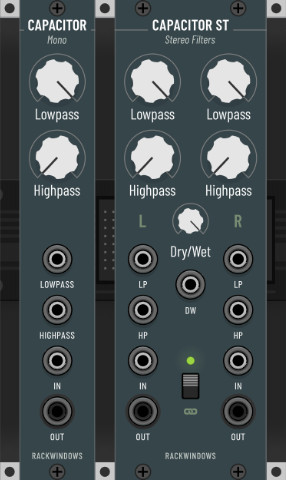 CAPACITOR
Mono
Lowpass
Highpass
LOWPASS
HIGHPASS
IN
OUT
RACKWINDOWS
CAPACITOR ST
Stereo Filters
Lowpass Lowpass
Highpass Highpass
L R
Dry/Wet
LP LP
DW
HP HP
IN IN
OUT OUT
RACKWINDOWS